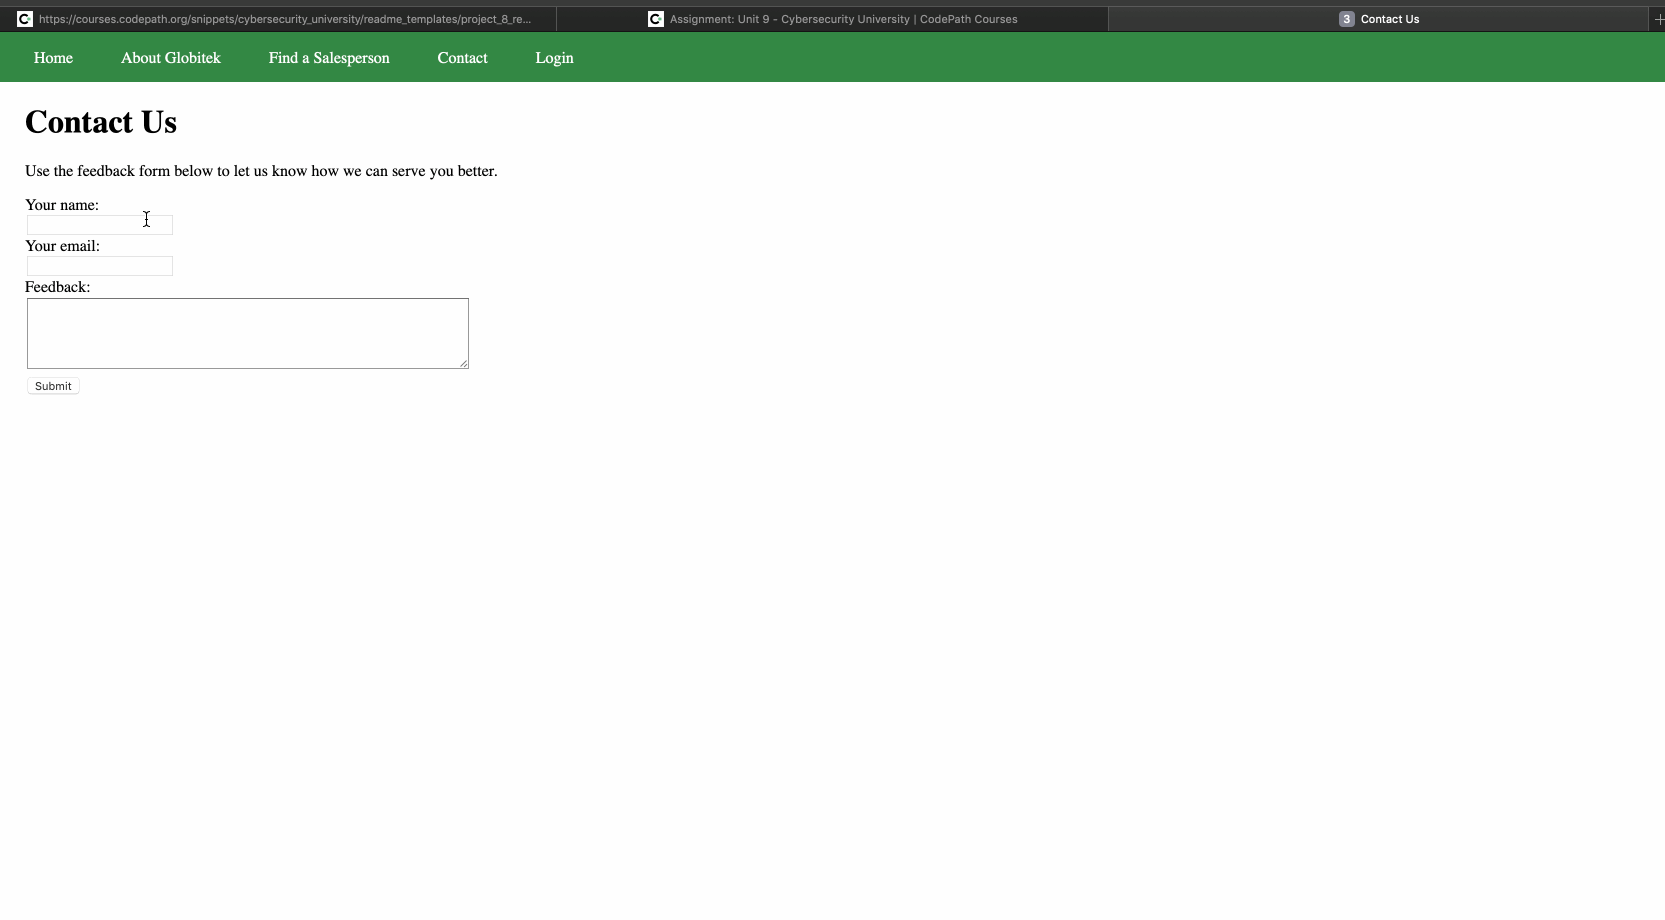 https://courses.codepath.org/snippets/cybersecurity_university/readme_templates/project_8_re...
Assignment: Unit 9 - Cybersecurity University | CodePath Courses
3 Contact Us
Home About Globitek Find a Salesperson Contact Login
Contact Us
Use the feedback form below to let us know how we can serve you better.
Your name:
Your email:
Feedback:
Submit